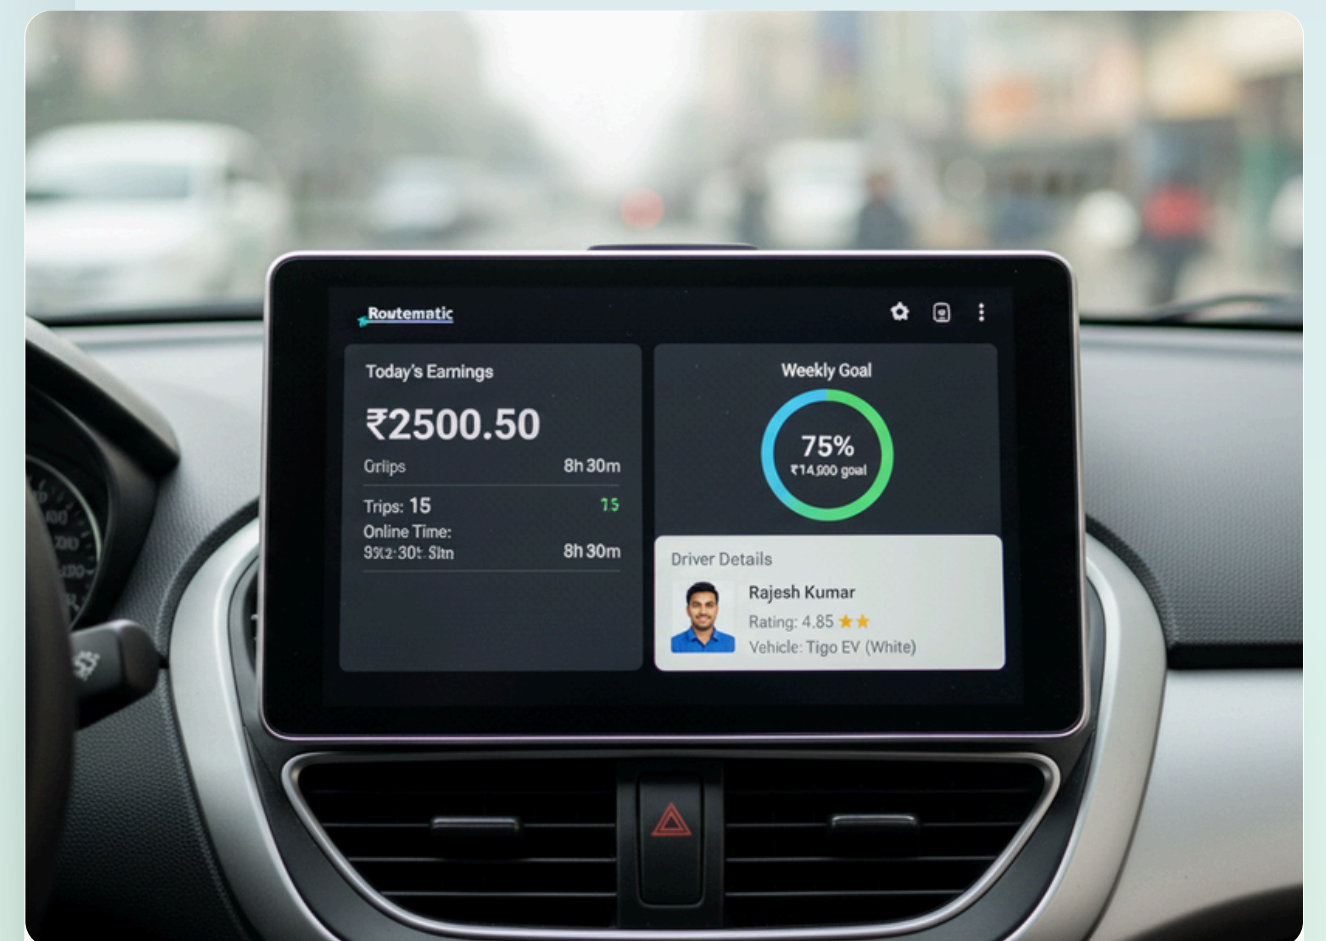 Routematic
Today's Earnings
₹2500.50
8h 30m
Trips: 15
15
Online Time:
8h 30m
Weekly Goal
75%
goal
Driver Details
Rajesh Kumar
Rating: 4.85
Vehicle: Tigo EV (White)